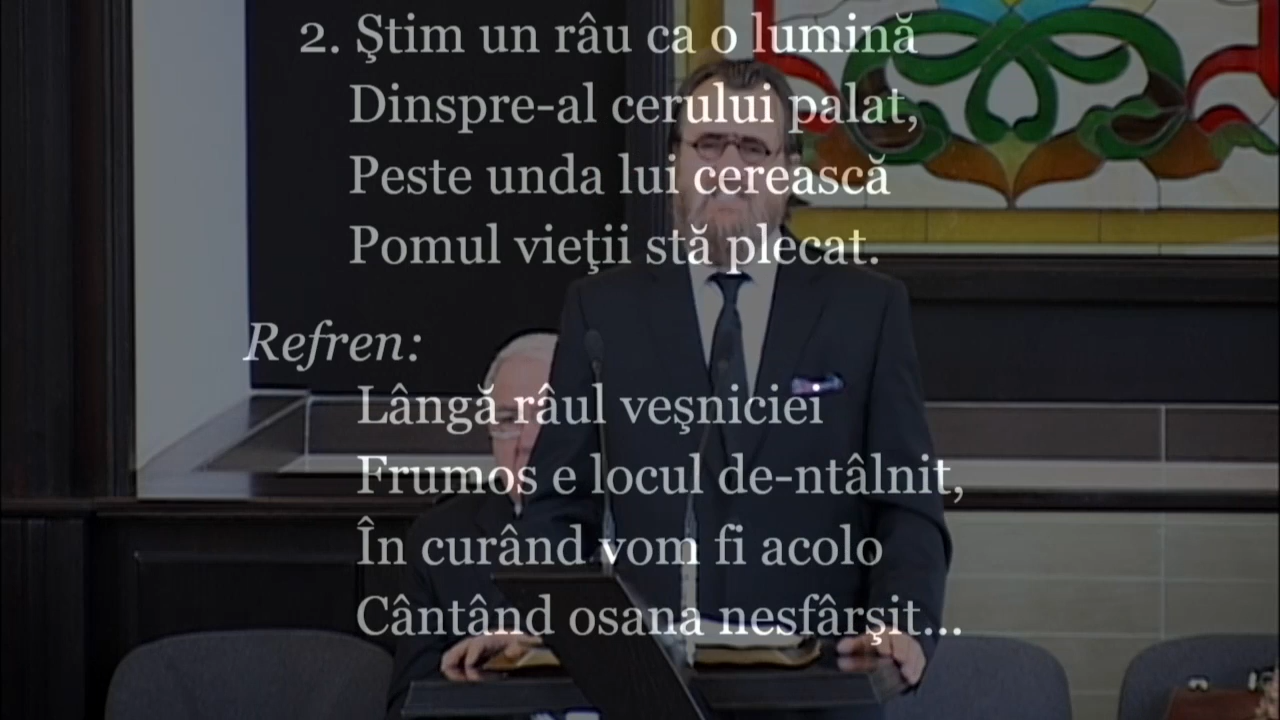 2. Ştim un râu ca o lumină
Dinspre-al cerului palat,
Peste unda lui cerească
Pomul vieţii stă plecat.
Refren:
Lângă râul veşniciei
Frumos e locul de-ntâlnit,
În curând vom fi acolo
Cântând osana nesfârşit...